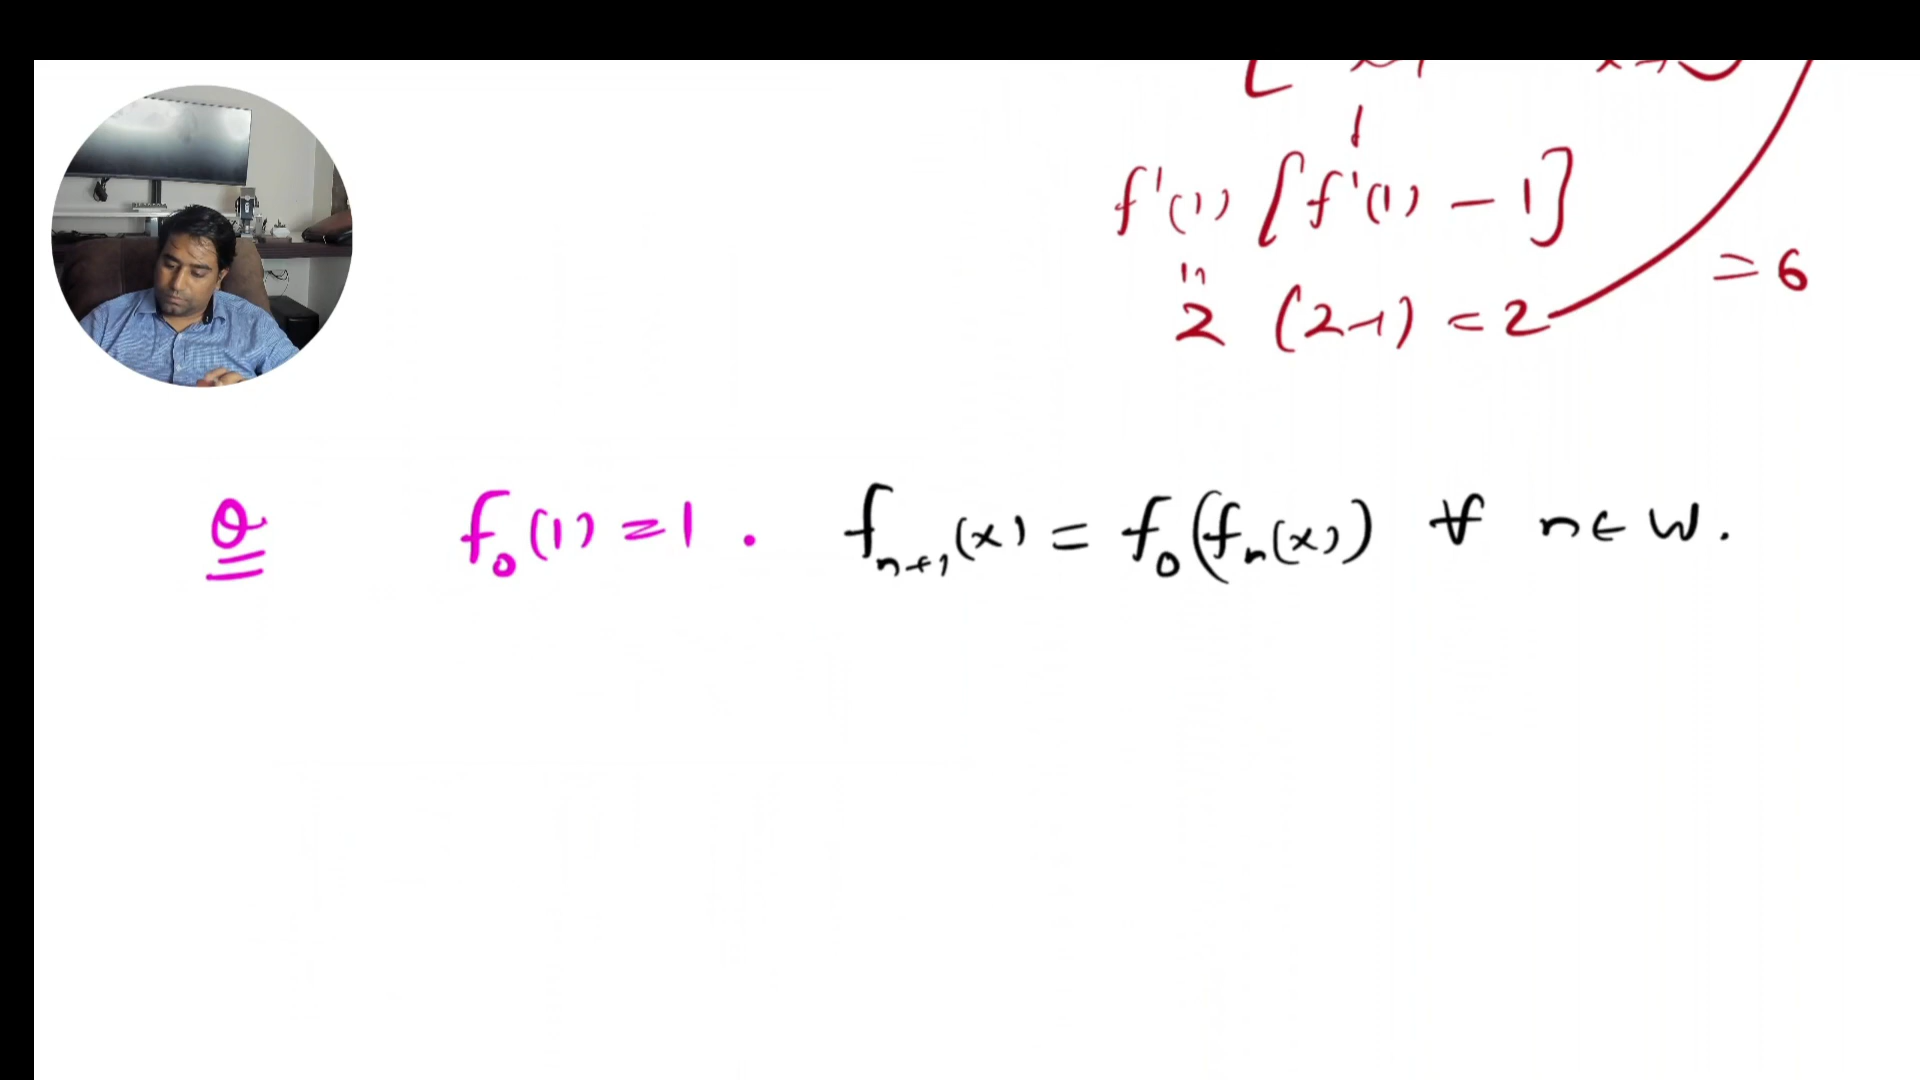 f'(1) [f'(1) - 1]
= 6
2 (2-1) = 2
Q f₀(1) = 1 . fₙ₊₁(x) = f₀(fₙ(x)) ∀ n ∈ W.